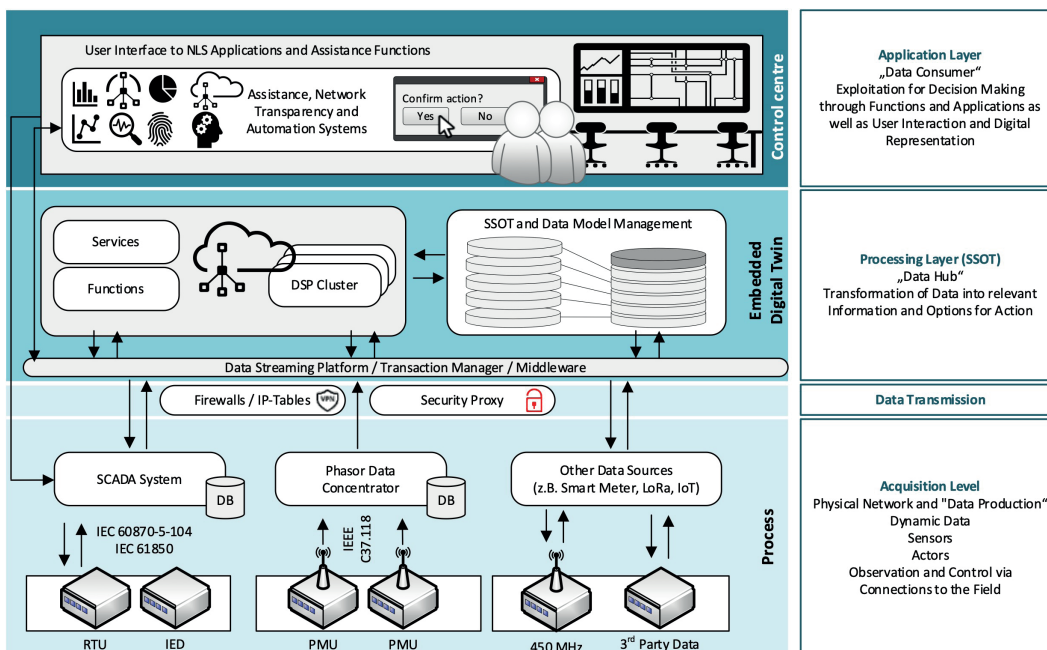 User Interface to NLS Applications and Assistance Functions
Assistance, Network
Transparency and
Automation Systems
Confirm action?
Yes
No
Control centre
Application Layer
„Data Consumer“
Exploitation for Decision Making
through Functions and Applications as
well as User Interaction and Digital
Representation
Services
Functions
DSP Cluster
SSOT and Data Model Management
Embedded
Digital Twin
Processing Layer (SSOT)
„Data Hub“
Transformation of Data into relevant
Information and Options for Action
Data Streaming Platform / Transaction Manager / Middleware
Firewalls / IP-Tables
VPN
Security Proxy
Data Transmission
SCADA System
DB
Phasor Data
Concentrator
DB
Other Data Sources
(z.B. Smart Meter, LoRa, IoT)
IEC 60870-5-104
IEC 61850
IEEE
C37.118
Process
RTU
IED
PMU
PMU
450 MHz
3rd Party Data
Acquisition Level
Physical Network and "Data Production“
Dynamic Data
Sensors
Actors
Observation and Control via
Connections to the Field